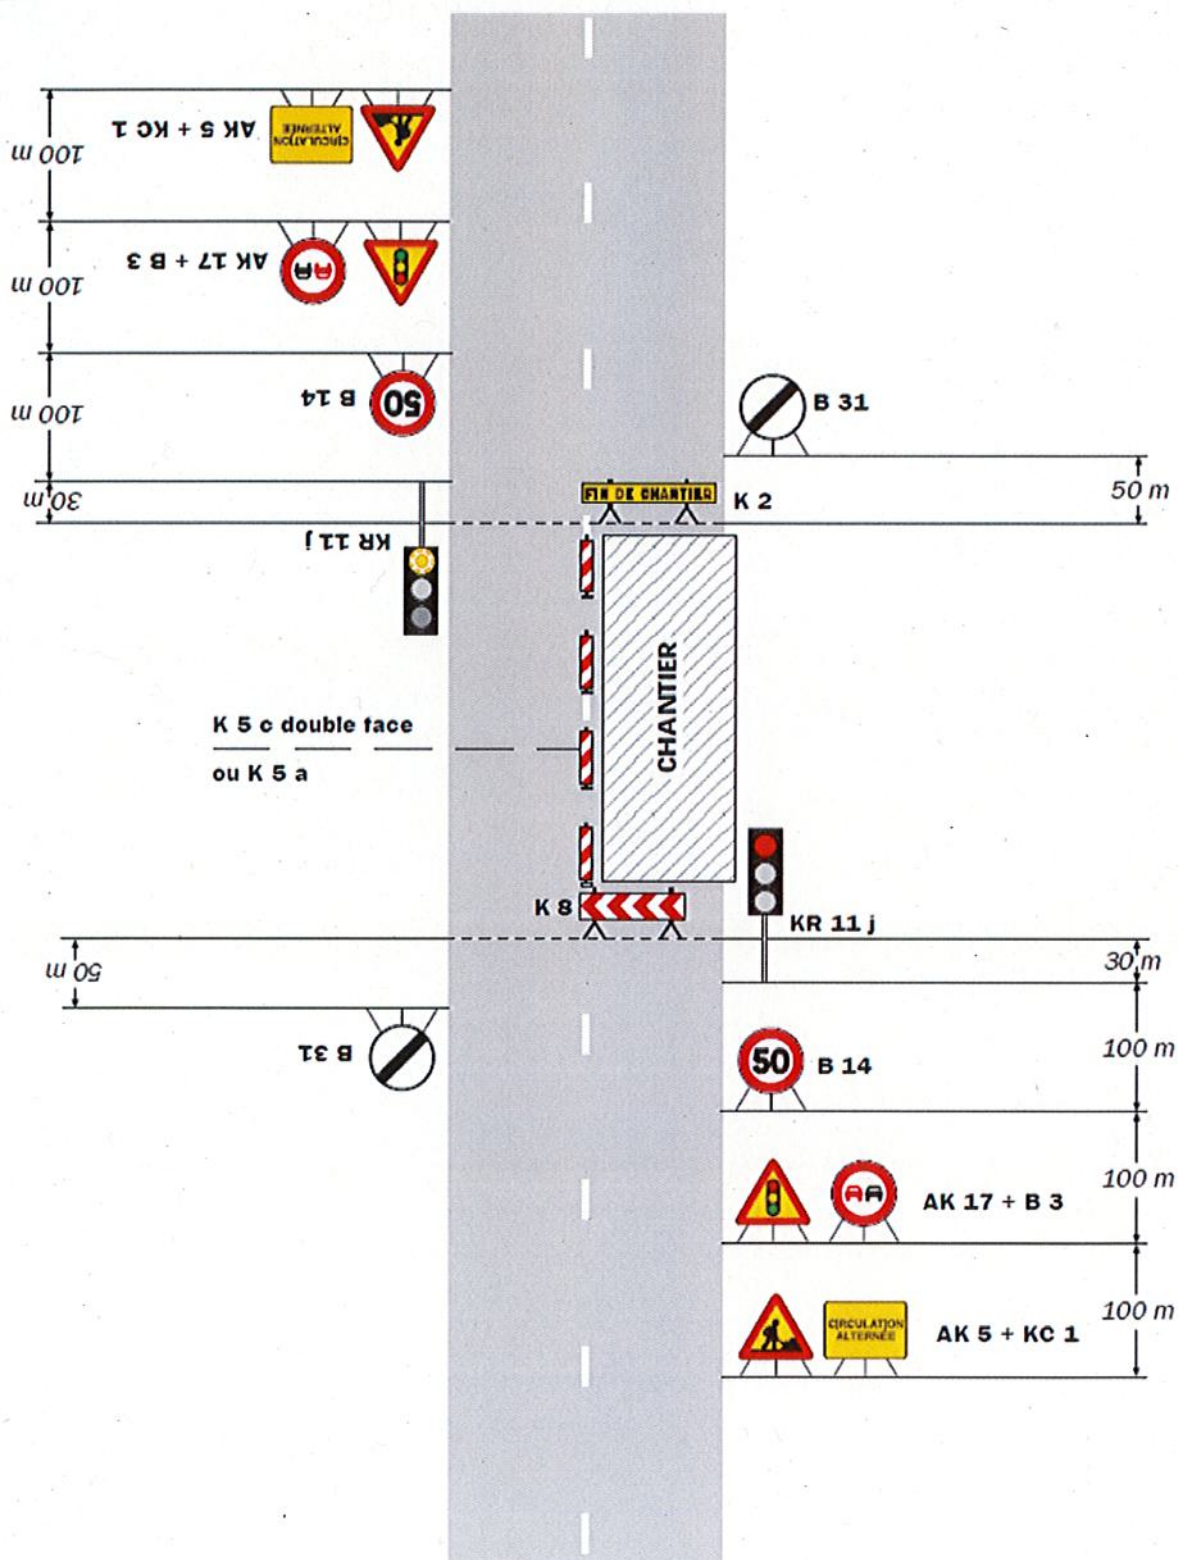 AK 5 + KC 1
CIRCULATION
ALTERNÉE
100 m
AK 17 + B 3
100 m
B 14
50
100 m
B 31
50 m
30 m
FIN DE CHANTIER
K 2
KR 11 j
K 5 c double face
ou K 5 a
CHANTIER
K 8
KR 11 j
50 m
30 m
B 31
50
B 14
100 m
AK 17 + B 3
100 m
CIRCULATION
ALTERNÉE
AK 5 + KC 1
100 m